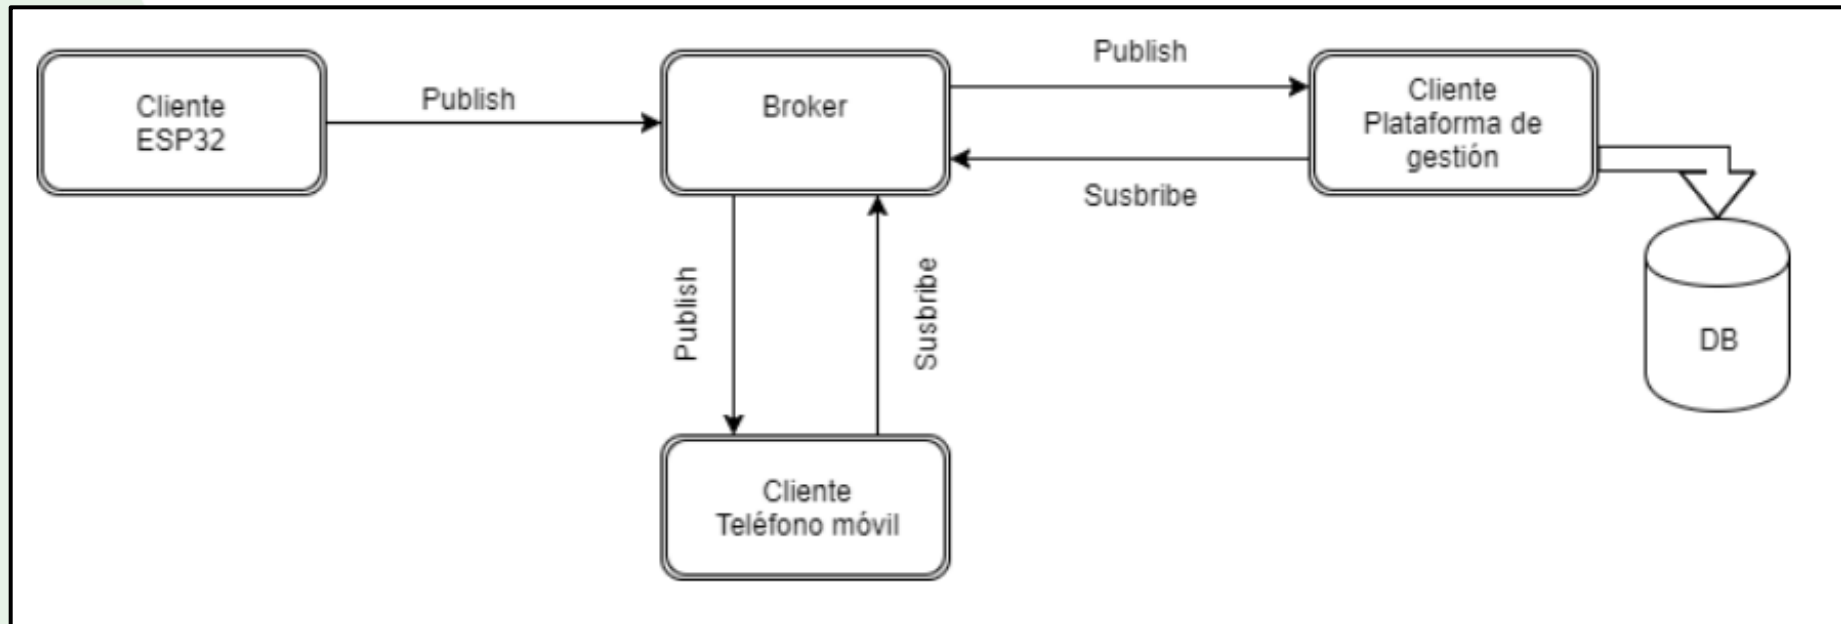 Cliente
ESP32
Publish
Broker
Publish
Susbribe
Cliente
Plataforma de
gestión
DB
Publish
Susbribe
Cliente
Teléfono móvil